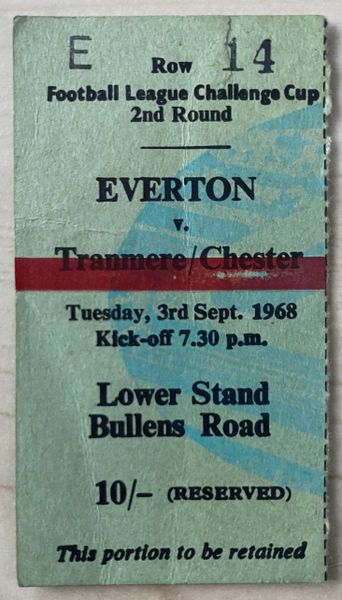 E Row 14
Football League Challenge Cup
2nd Round
EVERTON
v.
Tranmere/Chester
Tuesday, 3rd Sept. 1968
Kick-off 7.30 p.m.
Lower Stand
Bullens Road
10/- (RESERVED)
This portion to be retained